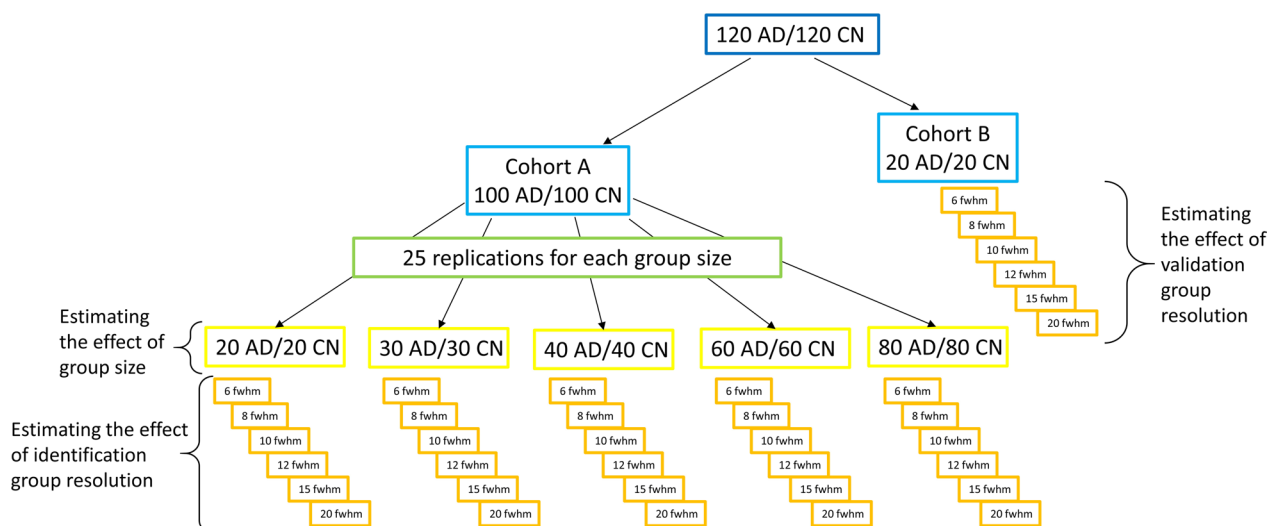 120 AD/120 CN
Cohort B
20 AD/20 CN
Cohort A
100 AD/100 CN
6 fwhm
8 fwhm
10 fwhm
12 fwhm
15 fwhm
20 fwhm
Estimating
the effect of
validation
group
resolution
25 replications for each group size
Estimating
the effect of
group size
20 AD/20 CN
30 AD/30 CN
40 AD/40 CN
60 AD/60 CN
80 AD/80 CN
Estimating the effect
of identification
group resolution
6 fwhm
8 fwhm
10 fwhm
12 fwhm
15 fwhm
20 fwhm
6 fwhm
8 fwhm
10 fwhm
12 fwhm
15 fwhm
20 fwhm
6 fwhm
8 fwhm
10 fwhm
12 fwhm
15 fwhm
20 fwhm
6 fwhm
8 fwhm
10 fwhm
12 fwhm
15 fwhm
20 fwhm
6 fwhm
8 fwhm
10 fwhm
12 fwhm
15 fwhm
20 fwhm